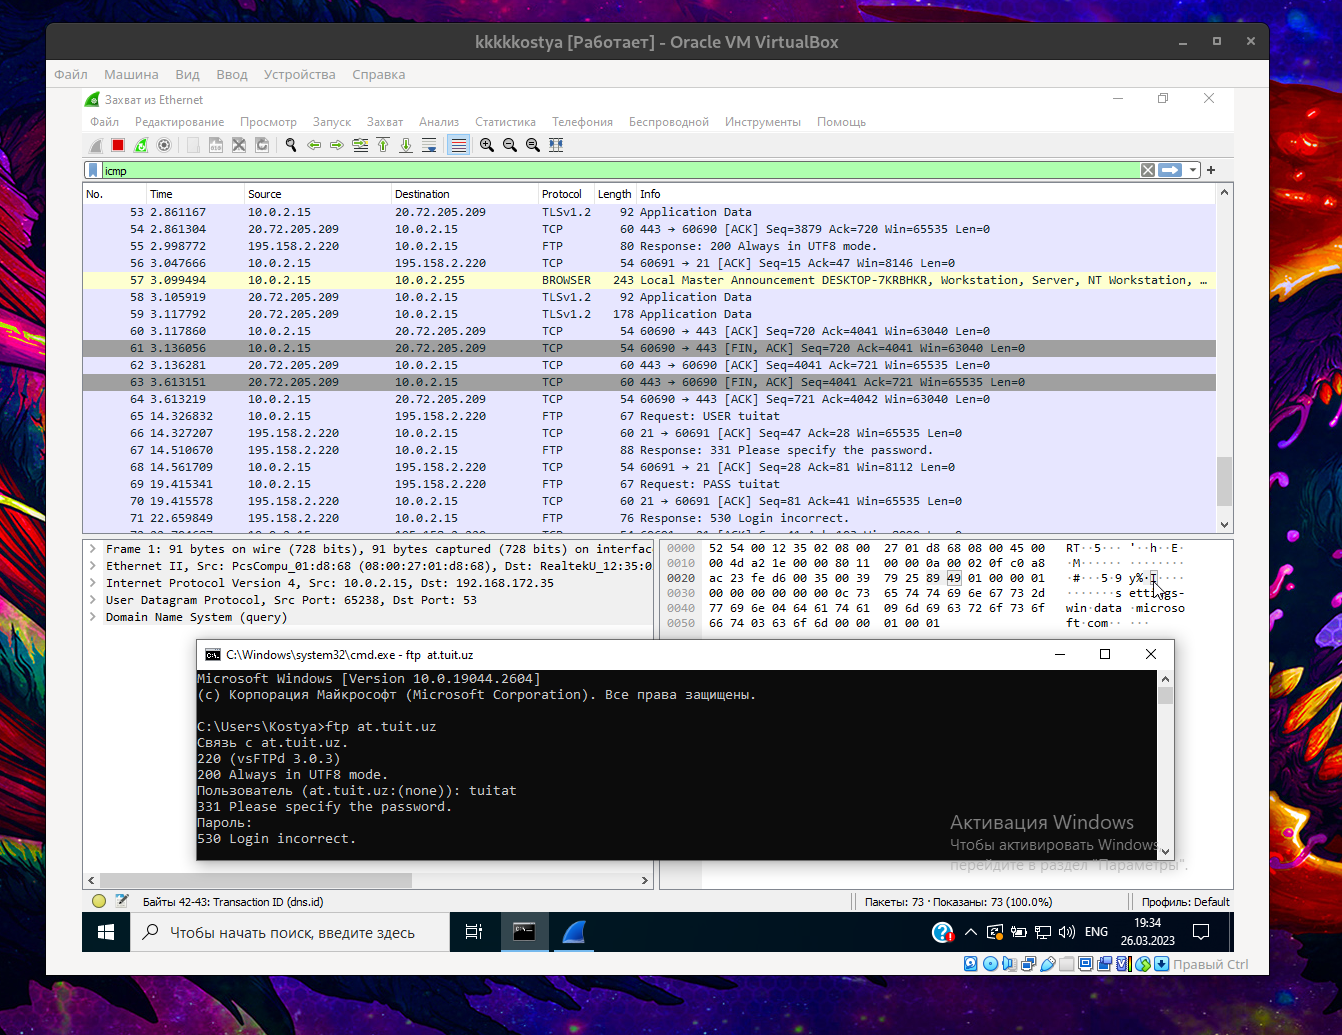 kkkkkostya [Работает] - Oracle VM VirtualBox
Файл Машина Вид Ввод Устройства Справка
Захват из Ethernet
Файл Редактирование Просмотр Запуск Захват Анализ Статистика Телефония Беспроводной Инструменты Помощь
icmp
No. Time Source Destination Protocol Length Info
53 2.861167 10.0.2.15 20.72.205.209 TLSv1.2 92 Application Data
54 2.861304 20.72.205.209 10.0.2.15 TCP 60 443 → 60690 [ACK] Seq=3879 Ack=720 Win=65535 Len=0
55 2.998772 195.158.2.220 10.0.2.15 FTP 80 Response: 200 Always in UTF8 mode.
56 3.047666 10.0.2.15 195.158.2.220 TCP 54 60691 → 21 [ACK] Seq=15 Ack=47 Win=8146 Len=0
57 3.099494 10.0.2.15 10.0.2.255 BROWSER 243 Local Master Announcement DESKTOP-7KRBHKR, Workstation, Server, NT Workstation, …
58 3.105919 20.72.205.209 10.0.2.15 TLSv1.2 92 Application Data
59 3.117792 20.72.205.209 10.0.2.15 TLSv1.2 178 Application Data
60 3.117860 10.0.2.15 20.72.205.209 TCP 54 60690 → 443 [ACK] Seq=720 Ack=4041 Win=63040 Len=0
61 3.136056 10.0.2.15 20.72.205.209 TCP 54 60690 → 443 [FIN, ACK] Seq=720 Ack=4041 Win=63040 Len=0
62 3.136281 20.72.205.209 10.0.2.15 TCP 60 443 → 60690 [ACK] Seq=4041 Ack=721 Win=65535 Len=0
63 3.613151 20.72.205.209 10.0.2.15 TCP 60 443 → 60690 [FIN, ACK] Seq=4041 Ack=721 Win=65535 Len=0
64 3.613219 10.0.2.15 20.72.205.209 TCP 54 60690 → 443 [ACK] Seq=721 Ack=4042 Win=63040 Len=0
65 14.326832 10.0.2.15 195.158.2.220 FTP 67 Request: USER tuitat
66 14.327207 195.158.2.220 10.0.2.15 TCP 60 21 → 60691 [ACK] Seq=47 Ack=28 Win=65535 Len=0
67 14.510670 195.158.2.220 10.0.2.15 FTP 88 Response: 331 Please specify the password.
68 14.561709 10.0.2.15 195.158.2.220 TCP 54 60691 → 21 [ACK] Seq=28 Ack=81 Win=8112 Len=0
69 19.415341 10.0.2.15 195.158.2.220 FTP 67 Request: PASS tuitat
70 19.415578 195.158.2.220 10.0.2.15 TCP 60 21 → 60691 [ACK] Seq=81 Ack=41 Win=65535 Len=0
71 22.659849 195.158.2.220 10.0.2.15 FTP 76 Response: 530 Login incorrect.
Frame 1: 91 bytes on wire (728 bits), 91 bytes captured (728 bits) on interfac
Ethernet II, Src: PcsCompu_01:d8:68 (08:00:27:01:d8:68), Dst: RealtekU_12:35:0
Internet Protocol Version 4, Src: 10.0.2.15, Dst: 192.168.172.35
User Datagram Protocol, Src Port: 65238, Dst Port: 53
Domain Name System (query)
0000 52 54 00 12 35 02 08 00 27 01 d8 68 08 00 45 00 RT··5··· '··h··E·
0010 00 4d a2 1e 00 00 80 11 00 00 0a 00 02 0f c0 a8 ·M······ ········
0020 ac 23 fe d6 00 35 00 39 79 25 89 49 01 00 00 01 ·#···5·9 y%·I····
0030 00 00 00 00 00 00 0c 73 65 74 74 69 6e 67 73 2d ·······s ettings-
0040 77 69 6e 04 64 61 74 61 09 6d 69 63 72 6f 73 6f win·data ·microso
0050 66 74 03 63 6f 6d 00 00 01 00 01 ft·com·· ···
C:\Windows\system32\cmd.exe - ftp at.tuit.uz
Microsoft Windows [Version 10.0.19044.2604]
(c) Корпорация Майкрософт (Microsoft Corporation). Все права защищены.
C:\Users\Kostya>ftp at.tuit.uz
Связь с at.tuit.uz.
220 (vsFTPd 3.0.3)
200 Always in UTF8 mode.
Пользователь (at.tuit.uz:(none)): tuitat
331 Please specify the password.
Пароль:
530 Login incorrect.
Активация Windows
Чтобы активировать Windows,
перейдите в раздел "Параметры".
Байты 42-43: Transaction ID (dns.id)
Пакеты: 73 · Показаны: 73 (100.0%)
Профиль: Default
Чтобы начать поиск, введите здесь
ENG
19:34
26.03.2023
Правый Ctrl